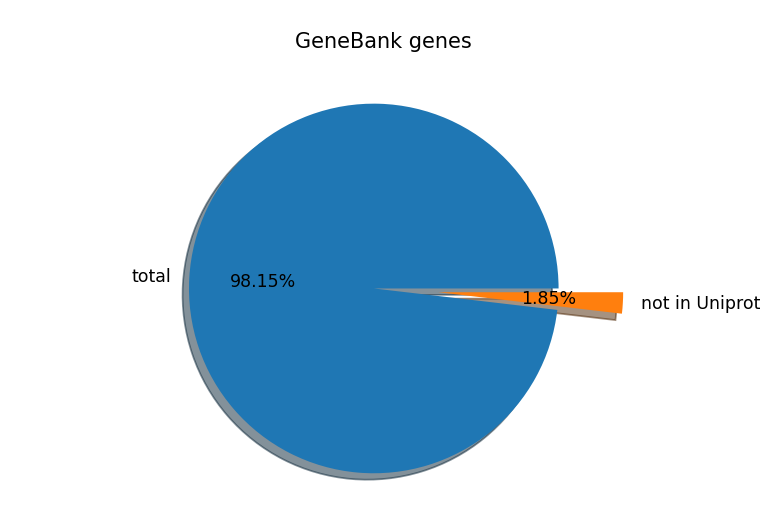 GeneBank genes
total
98.15%
1.85%
not in Uniprot